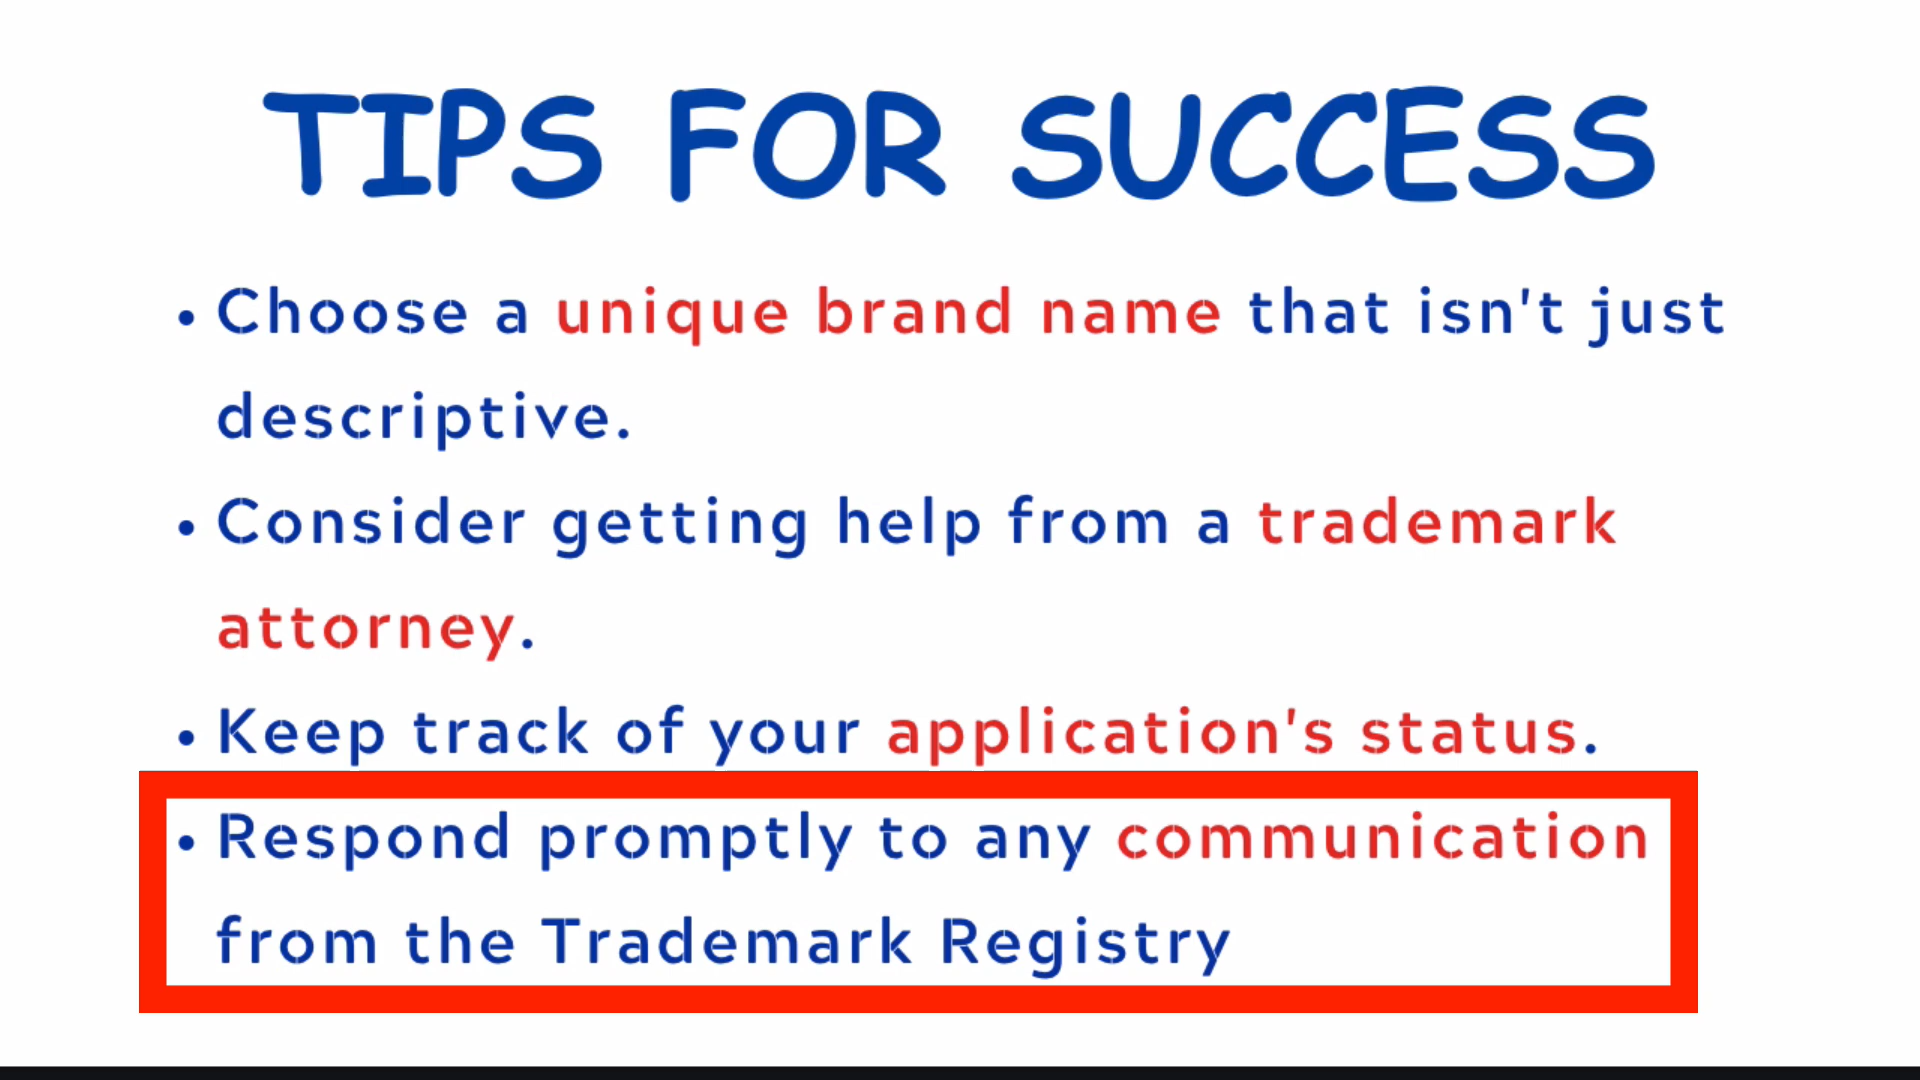 TIPS FOR SUCCESS
• Choose a unique brand name that isn't just
descriptive.
• Consider getting help from a trademark
attorney.
• Keep track of your application's status.
• Respond promptly to any communication
from the Trademark Registry